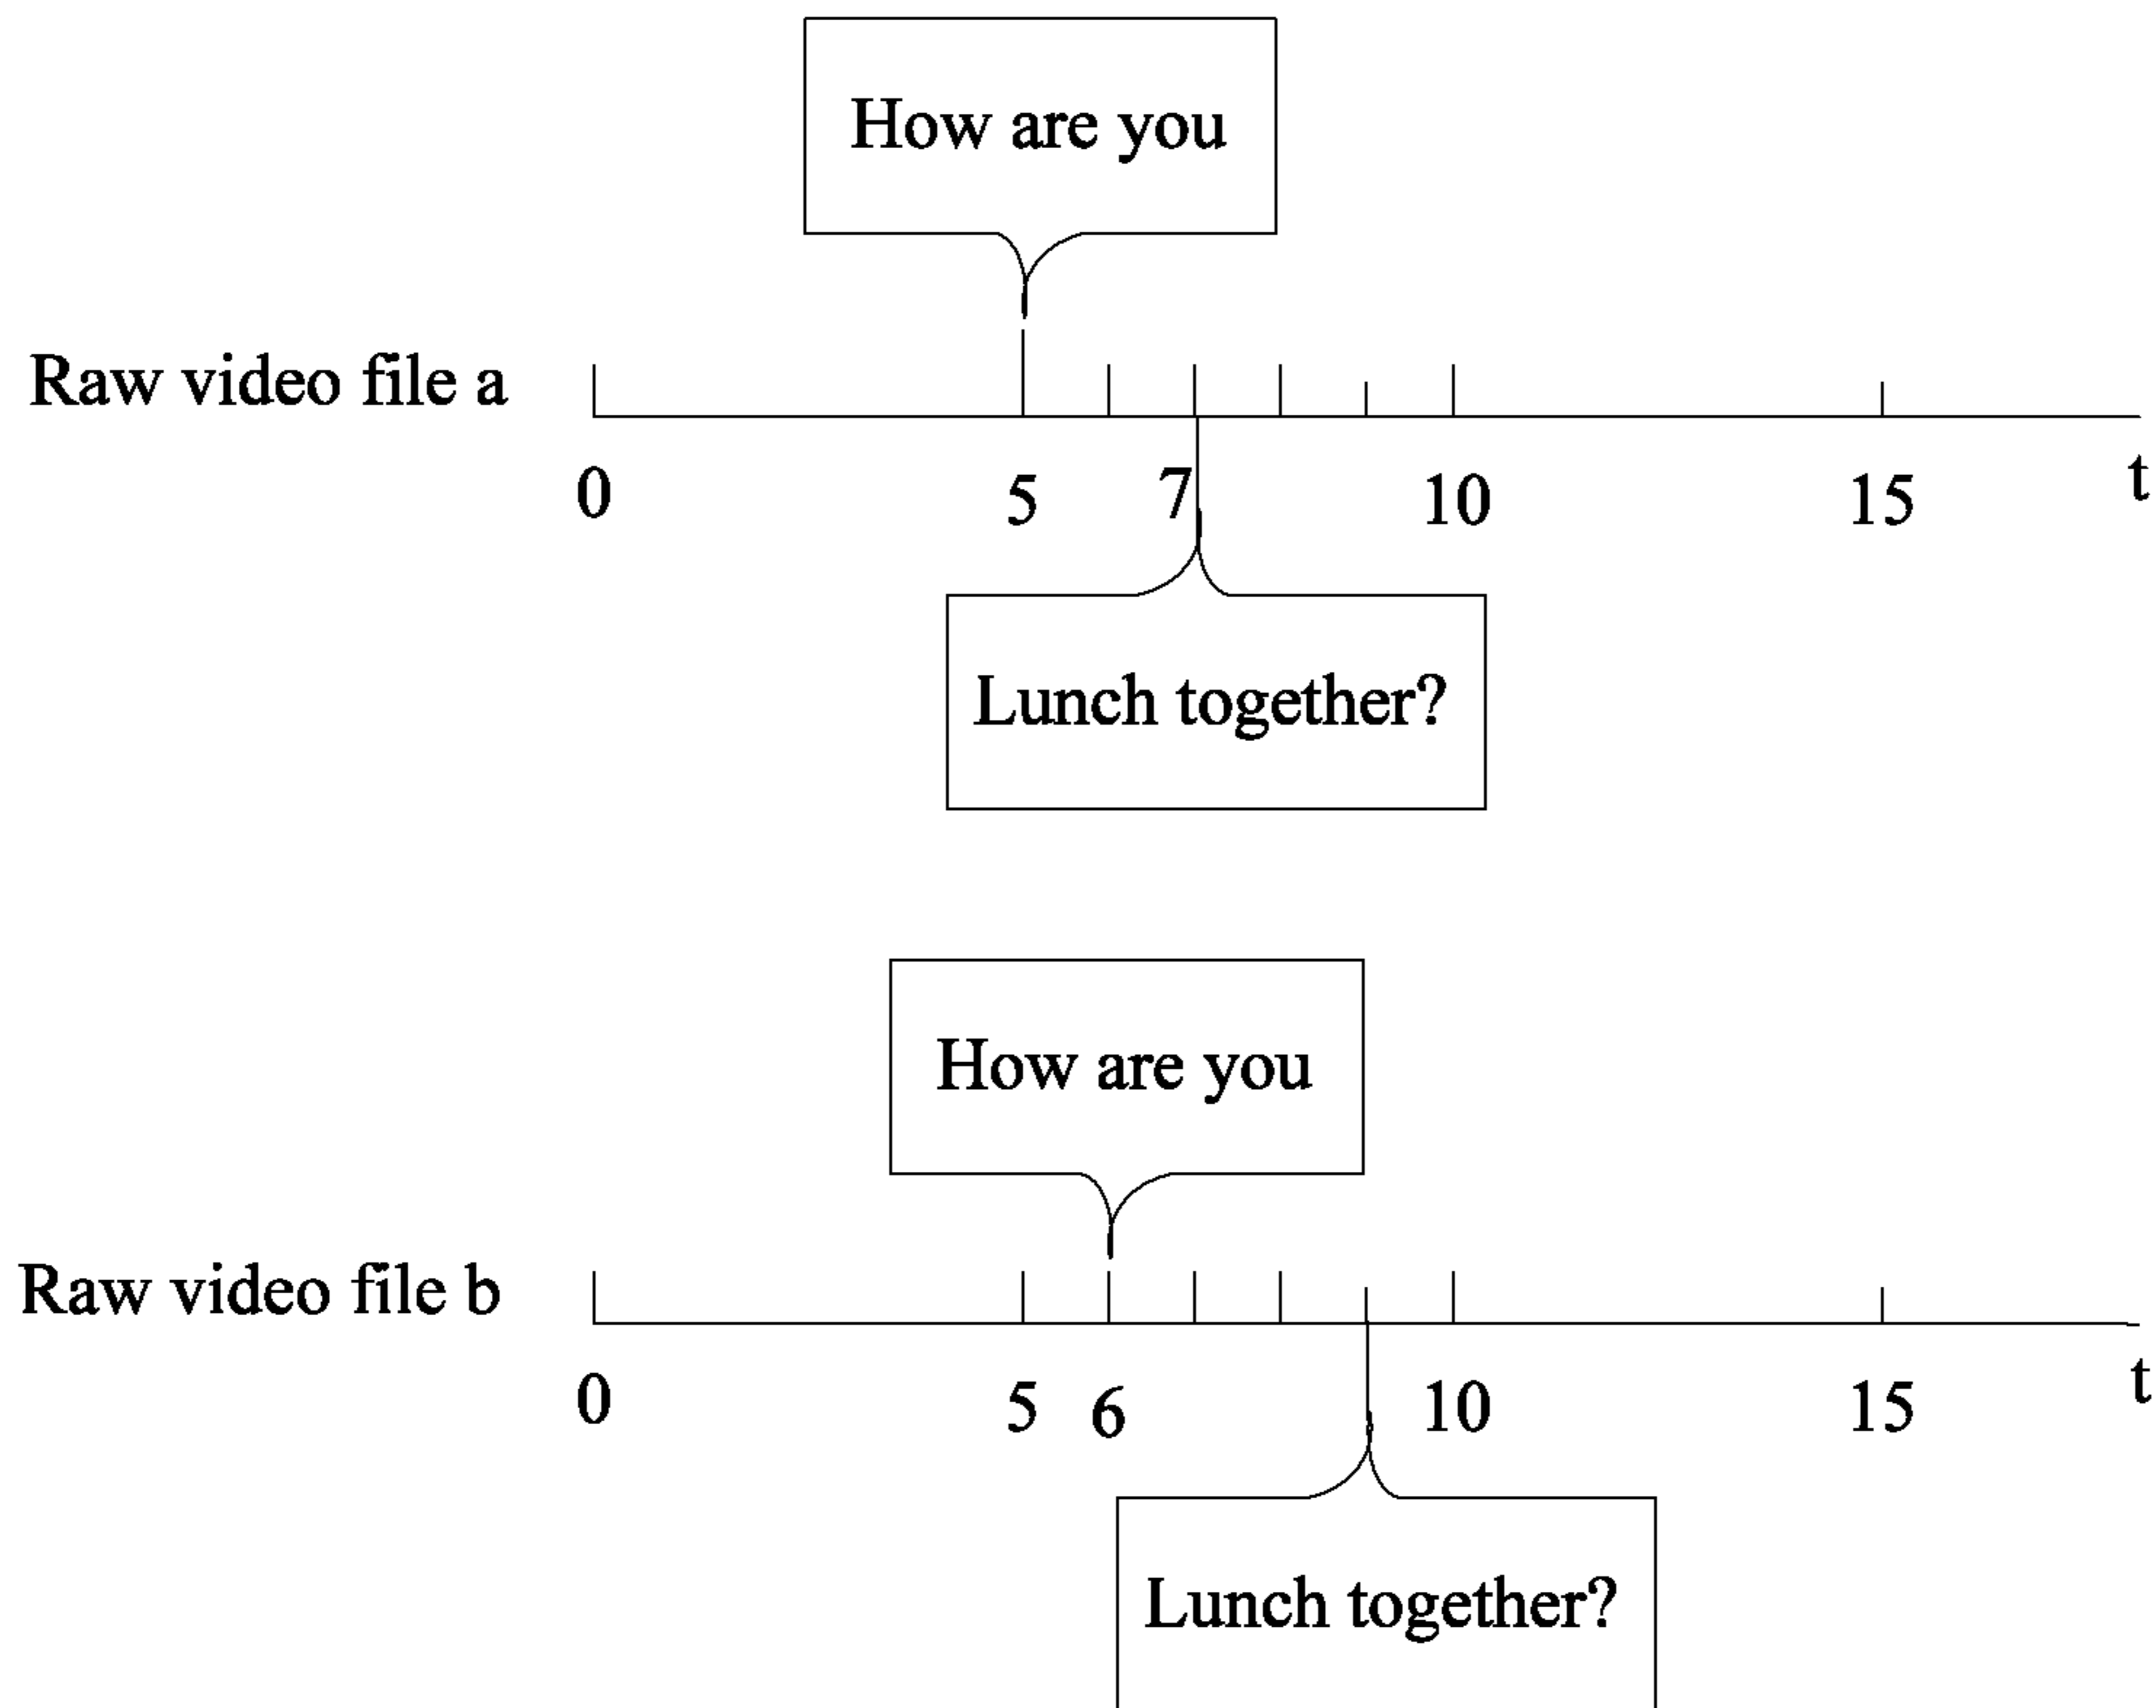 How are you
Raw video file a
0 5 7 10 15 t
Lunch together?
How are you
Raw video file b
0 5 6 10 15 t
Lunch together?